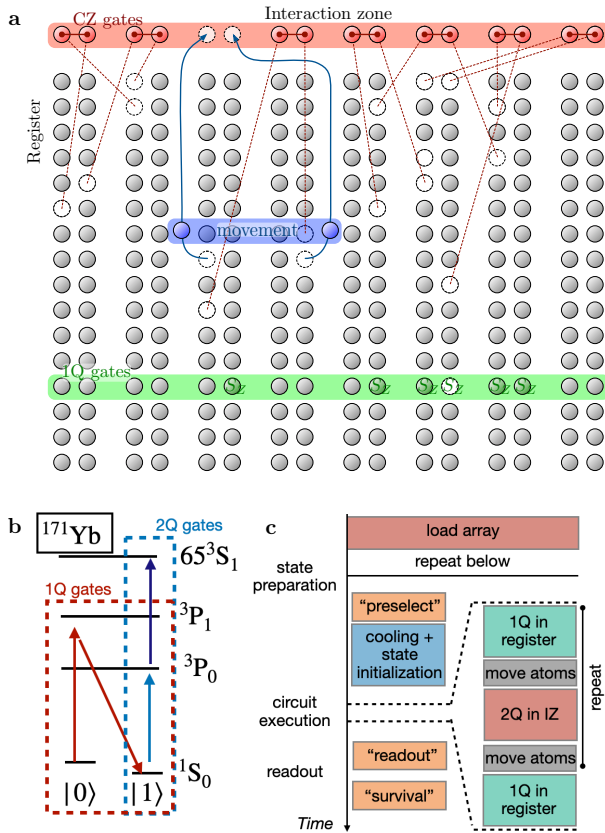 a
CZ gates
Interaction zone
Register
movement
1Q gates
S_Z S_Z S_Z S_Z S_Z S_Z
b
¹⁷¹Yb
2Q gates
65³S₁
1Q gates
³P₁
³P₀
¹S₀
|0⟩
|1⟩
c
load array
repeat below
state
preparation
"preselect"
cooling +
state
initialization
circuit
execution
readout
"readout"
"survival"
Time
1Q in
register
move atoms
2Q in IZ
move atoms
1Q in
register
repeat